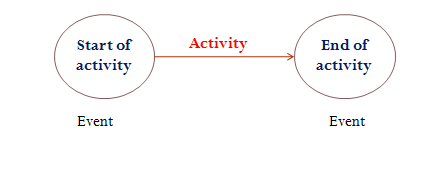 Start of
activity
Activity
End of
activity
Event
Event